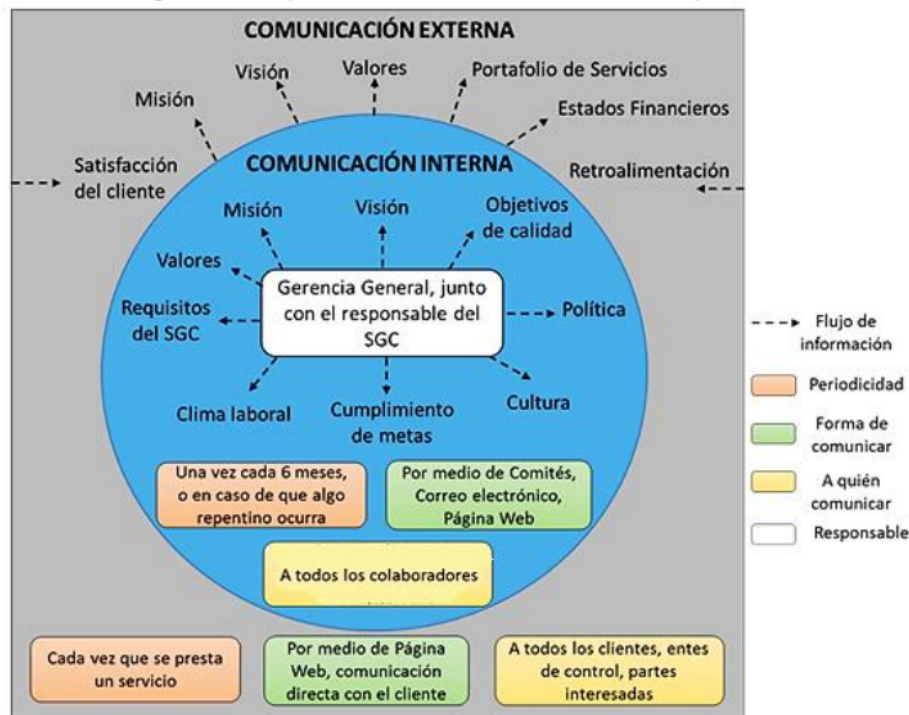 COMUNICACIÓN EXTERNA
Misión
Visión
Valores
Portafolio de Servicios
Estados Financieros
Satisfacción
del cliente
Retroalimentación
COMUNICACIÓN INTERNA
Misión
Visión
Objetivos
de calidad
Valores
Gerencia General, junto
con el responsable del
SGC
Requisitos
del SGC
Política
Clima laboral
Cumplimiento
de metas
Cultura
Una vez cada 6 meses,
o en caso de que algo
repentino ocurra
Por medio de Comités,
Correo electrónico,
Página Web
A todos los colaboradores
Cada vez que se presta
un servicio
Por medio de Página
Web, comunicación
directa con el cliente
A todos los clientes, entes
de control, partes
interesadas
Flujo de
información
Periodicidad
Forma de
comunicar
A quién
comunicar
Responsable